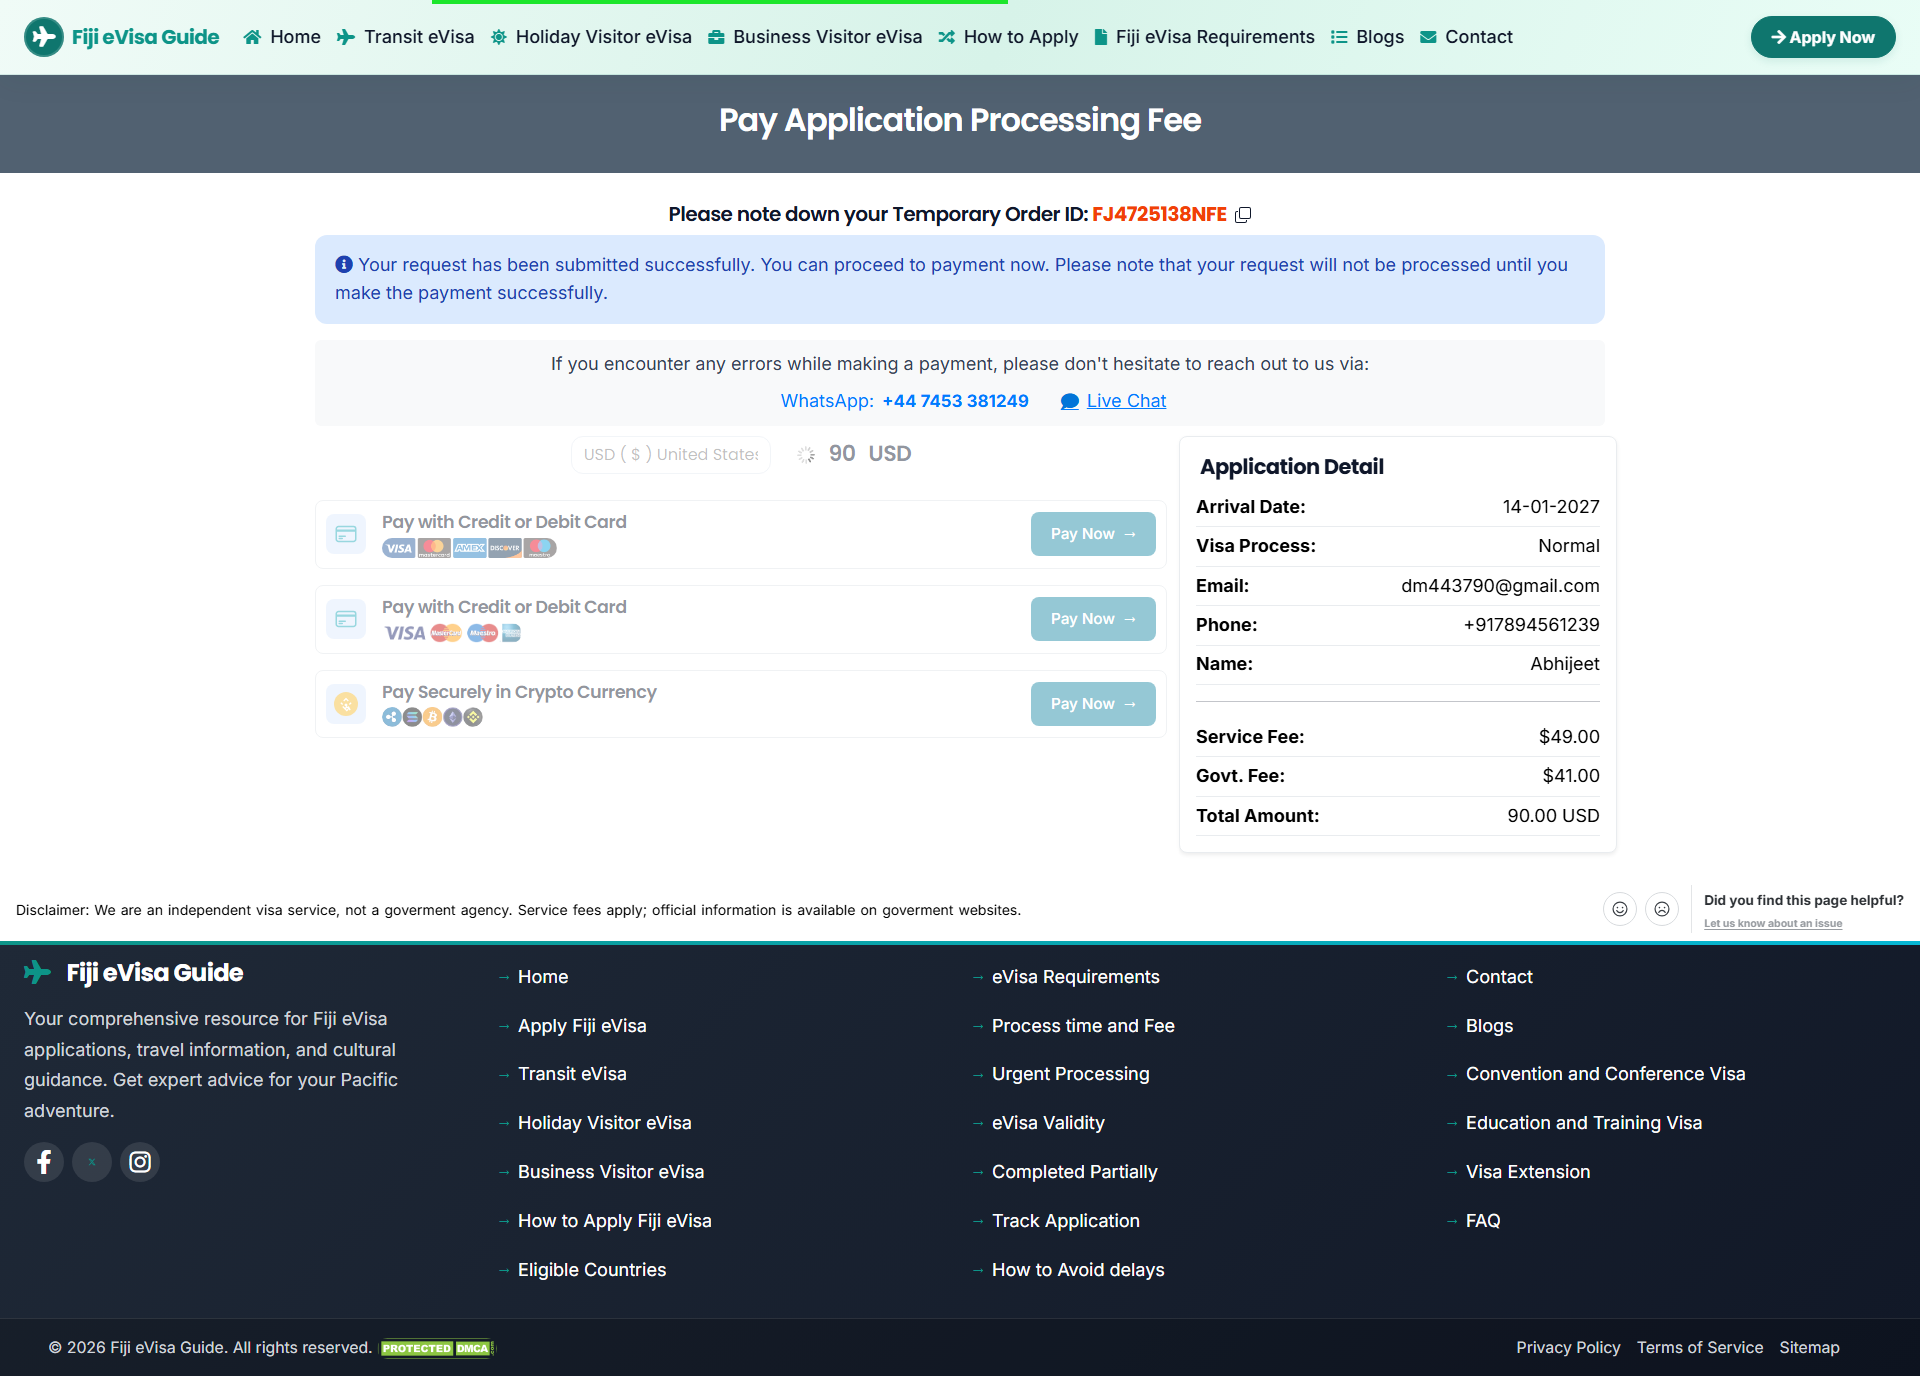 Fiji eVisa Guide
Home
Transit eVisa
Holiday Visitor eVisa
Business Visitor eVisa
How to Apply
Fiji eVisa Requirements
Blogs
Contact
Apply Now
Pay Application Processing Fee
Please note down your Temporary Order ID: FJ4725138NFE
Your request has been submitted successfully. You can proceed to payment now. Please note that your request will not be processed until you
make the payment successfully.
If you encounter any errors while making a payment, please don't hesitate to reach out to us via:
WhatsApp: +44 7453 381249
Live Chat
USD ( $ ) United States
90 USD
Pay with Credit or Debit Card
VISA mastercard AMEX DISCOVER maestro
Pay Now →
Pay with Credit or Debit Card
VISA MasterCard Maestro
Pay Now →
Pay Securely in Crypto Currency
Pay Now →
Application Detail
Arrival Date: 14-01-2027
Visa Process: Normal
Email: dm443790@gmail.com
Phone: +917894561239
Name: Abhijeet
Service Fee: $49.00
Govt. Fee: $41.00
Total Amount: 90.00 USD
Disclaimer: We are an independent visa service, not a goverment agency. Service fees apply; official information is available on goverment websites.
Did you find this page helpful?
Let us know about an issue
Fiji eVisa Guide
Your comprehensive resource for Fiji eVisa
applications, travel information, and cultural
guidance. Get expert advice for your Pacific
adventure.
→ Home
→ Apply Fiji eVisa
→ Transit eVisa
→ Holiday Visitor eVisa
→ Business Visitor eVisa
→ How to Apply Fiji eVisa
→ Eligible Countries
→ eVisa Requirements
→ Process time and Fee
→ Urgent Processing
→ eVisa Validity
→ Completed Partially
→ Track Application
→ How to Avoid delays
→ Contact
→ Blogs
→ Convention and Conference Visa
→ Education and Training Visa
→ Visa Extension
→ FAQ
© 2026 Fiji eVisa Guide. All rights reserved.
PROTECTED DMCA
Privacy Policy
Terms of Service
Sitemap